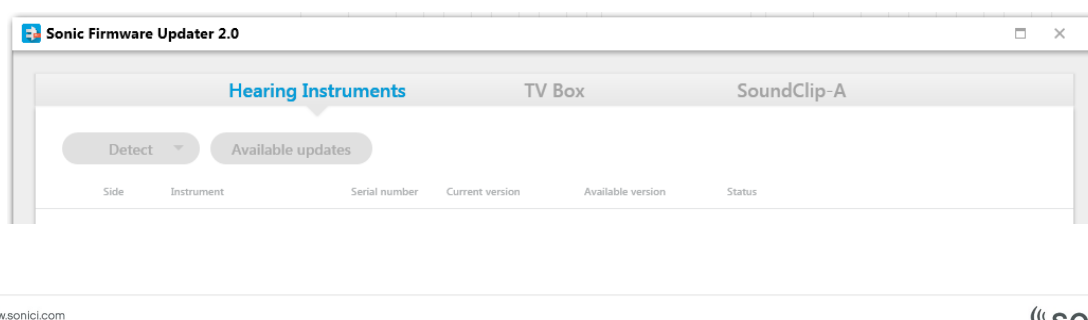 Sonic Firmware Updater 2.0
Hearing Instruments TV Box SoundClip-A
Detect Available updates
Side Instrument Serial number Current version Available version Status
w.sonici.com
so